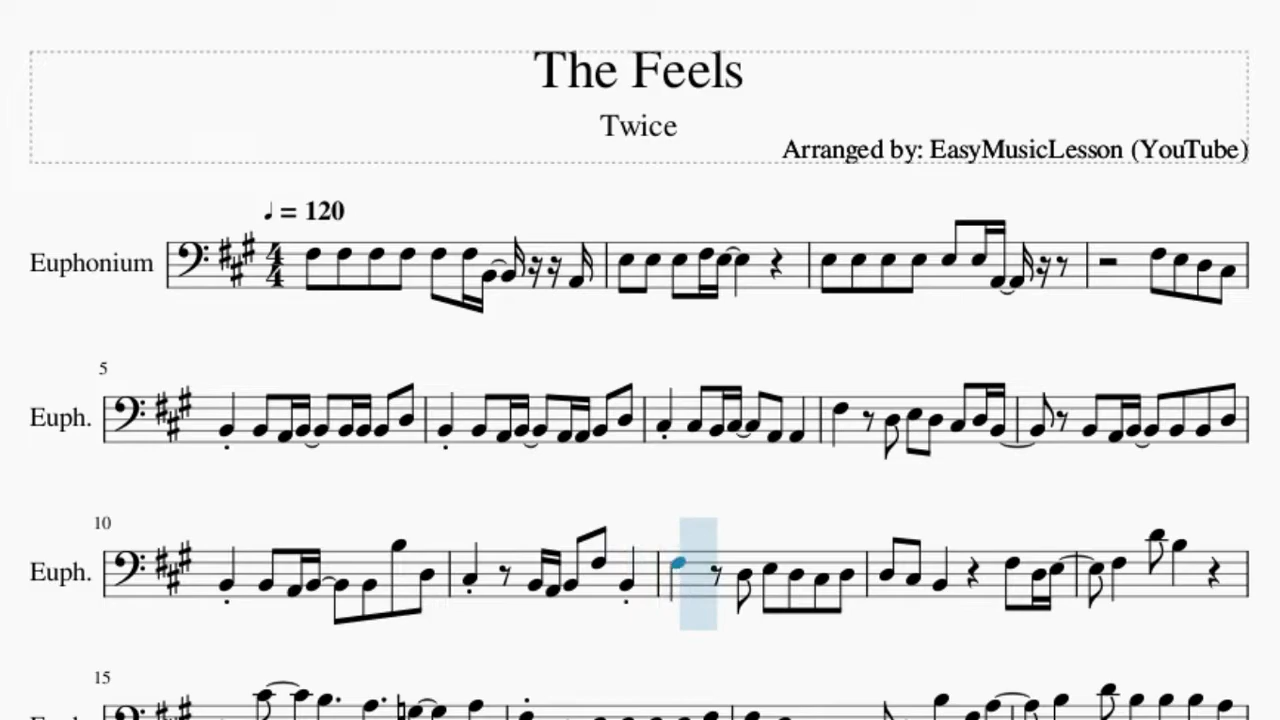 The Feels
Twice
Arranged by: EasyMusicLesson (YouTube)
♩ = 120
Euphonium
4
4
5
Euph.
10
Euph.
15